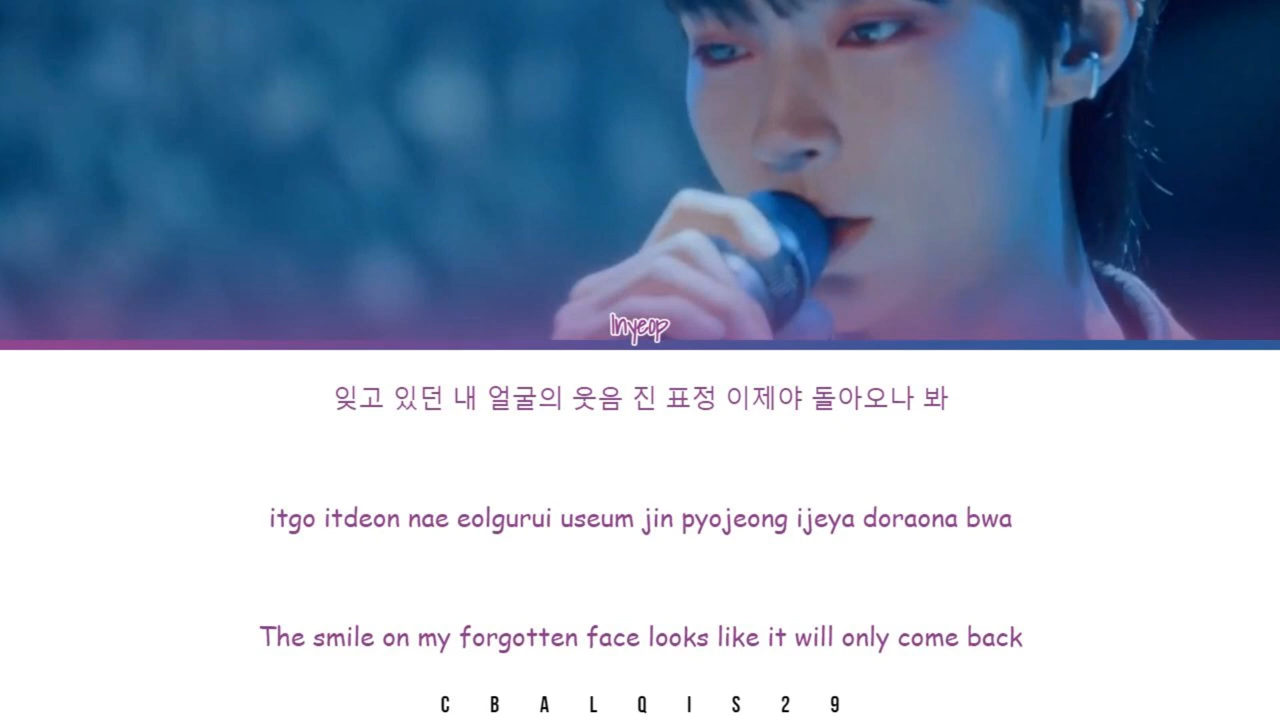 Inyeop
잊고 있던 내 얼굴의 웃음 진 표정 이제야 돌아오나 봐
itgo itdeon nae eolgurui useum jin pyojeong ijeya doraona bwa
The smile on my forgotten face looks like it will only come back
CBALQIS29